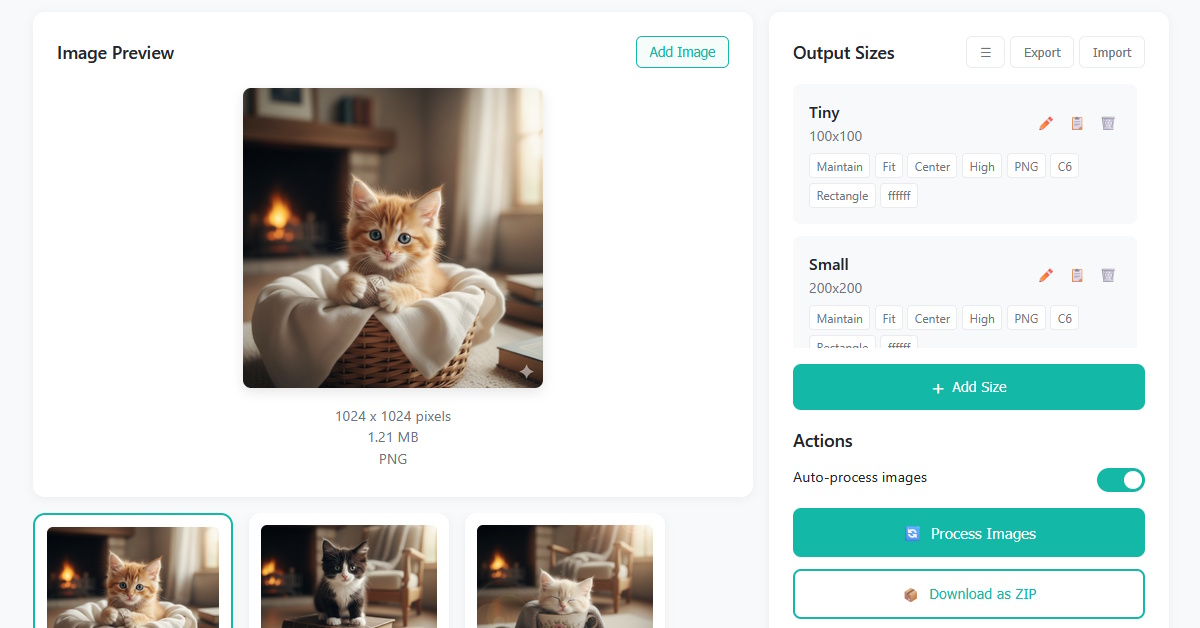 Image Preview
Add Image
1024 x 1024 pixels
1.21 MB
PNG
Output Sizes
☰
Export
Import
Tiny
100x100
Maintain Fit Center High PNG C6
Rectangle ffffff
Small
200x200
Maintain Fit Center High PNG C6
Rectangle ffffff
+ Add Size
Actions
Auto-process images
Process Images
Download as ZIP